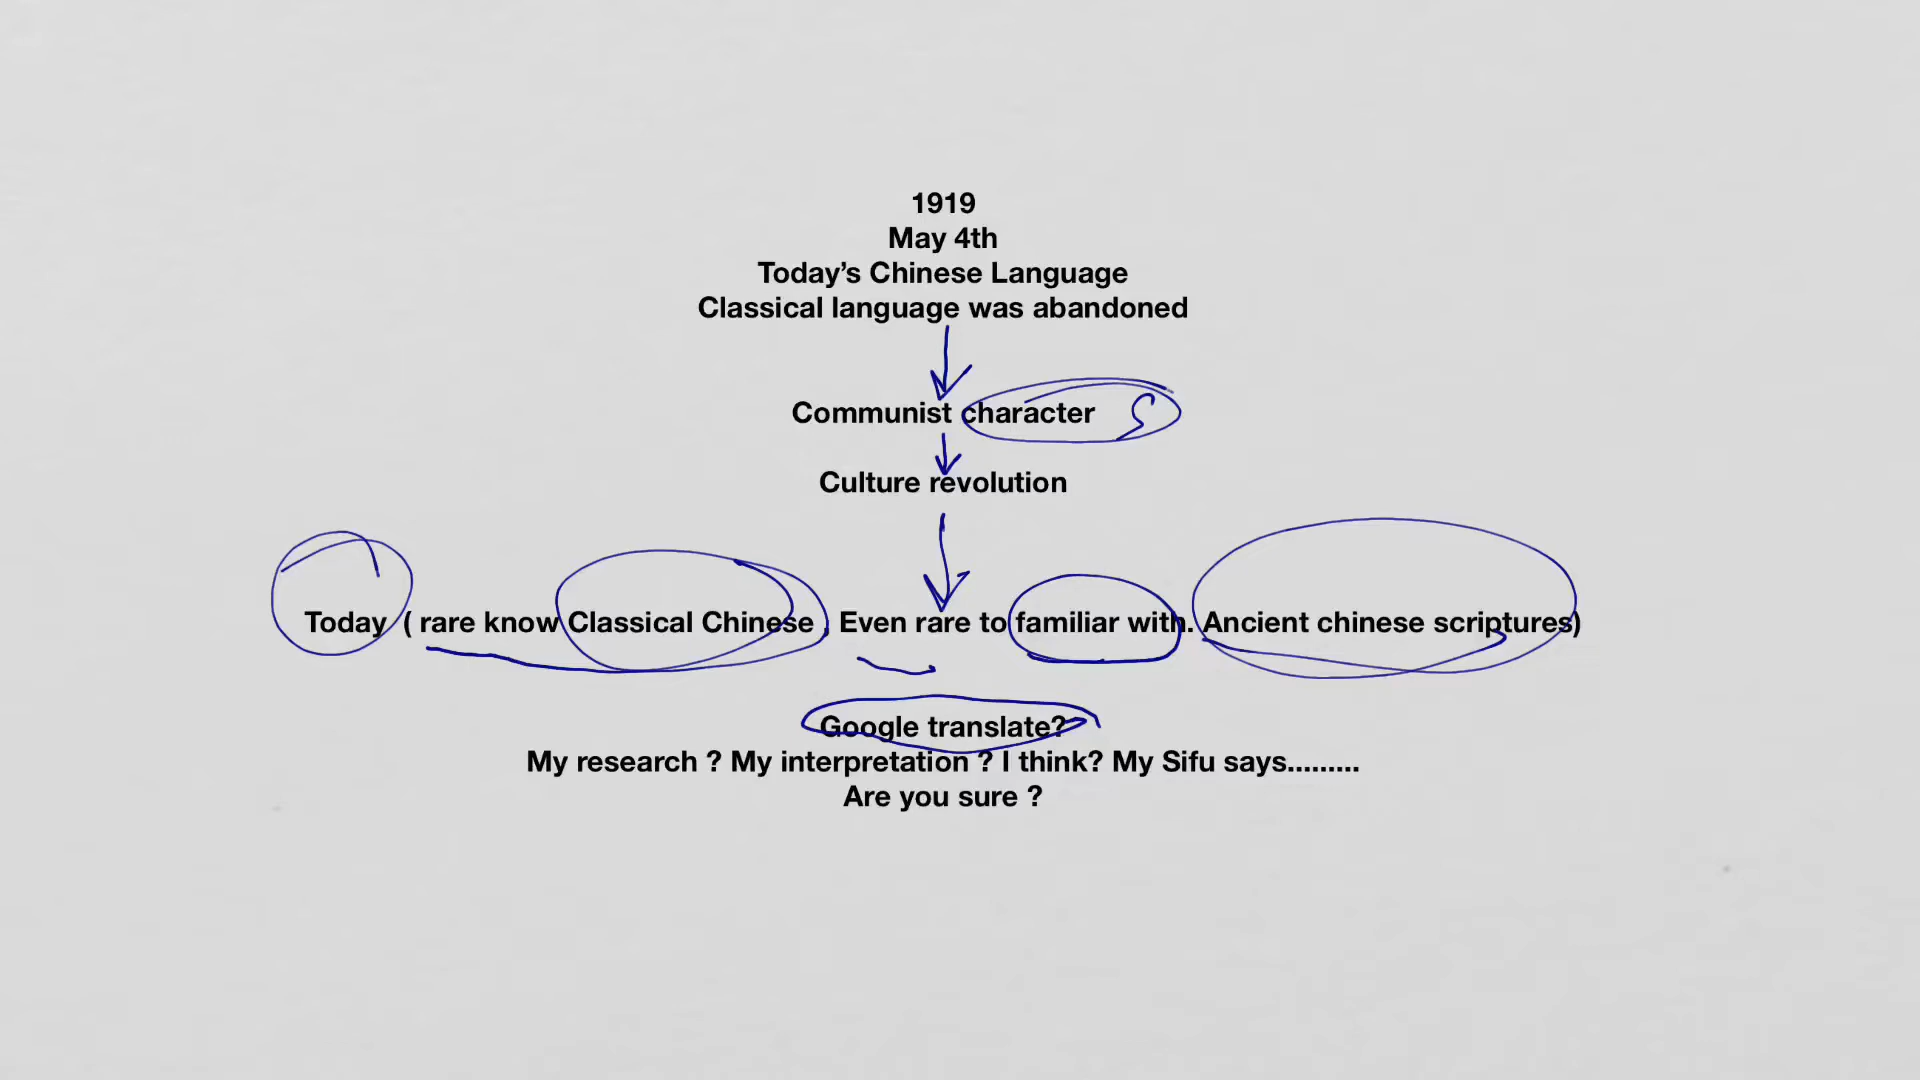 1919
May 4th
Today’s Chinese Language
Classical language was abandoned
Communist character S
Culture revolution
Today ( rare know Classical Chinese , Even rare to familiar with. Ancient chinese scriptures)
Google translate?
My research ? My interpretation ? I think? My Sifu says.........
Are you sure ?